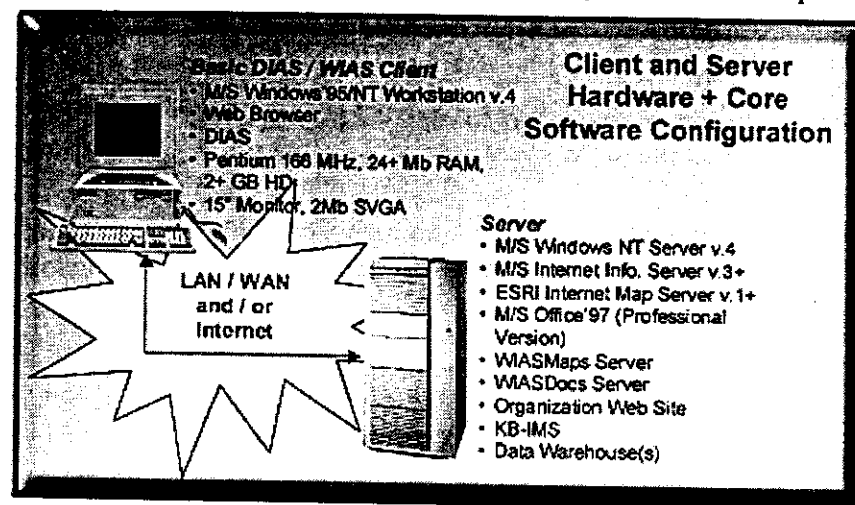 Basic DIAS / WIAS Client
• M/S Windows 95/NT Workstation v.4
• Web Browser
• DIAS
• Pentium 166 MHz, 24+ Mb RAM,
2+ GB HD
• 15" Monitor, 2Mb SVGA
Client and Server
Hardware + Core
Software Configuration
LAN / WAN
and / or
Internet
Server
• M/S Windows NT Server v.4
• M/S Internet Info. Server v.3+
• ESRI Internet Map Server v.1+
• M/S Office'97 (Professional
Version)
• WIASMaps Server
• WIASDocs Server
• Organization Web Site
• KB-IMS
• Data Warehouse(s)